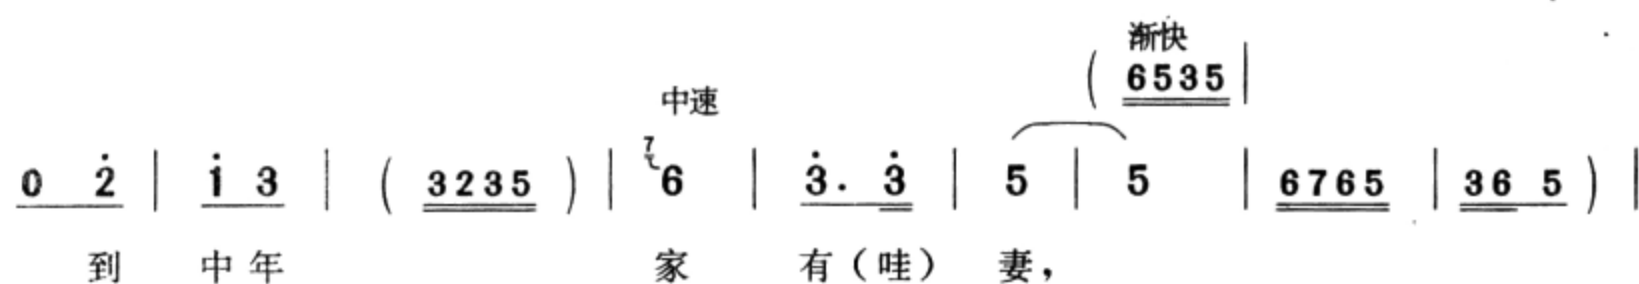 渐快
( 6535 |
中速
0 2̇ | 1̇ 3 | ( 3235 ) | ⁷6 | 3̇. 3̇ | 5 | 5 | 6765 | 36 5 ) |
到 中年 家 有(哇) 妻,